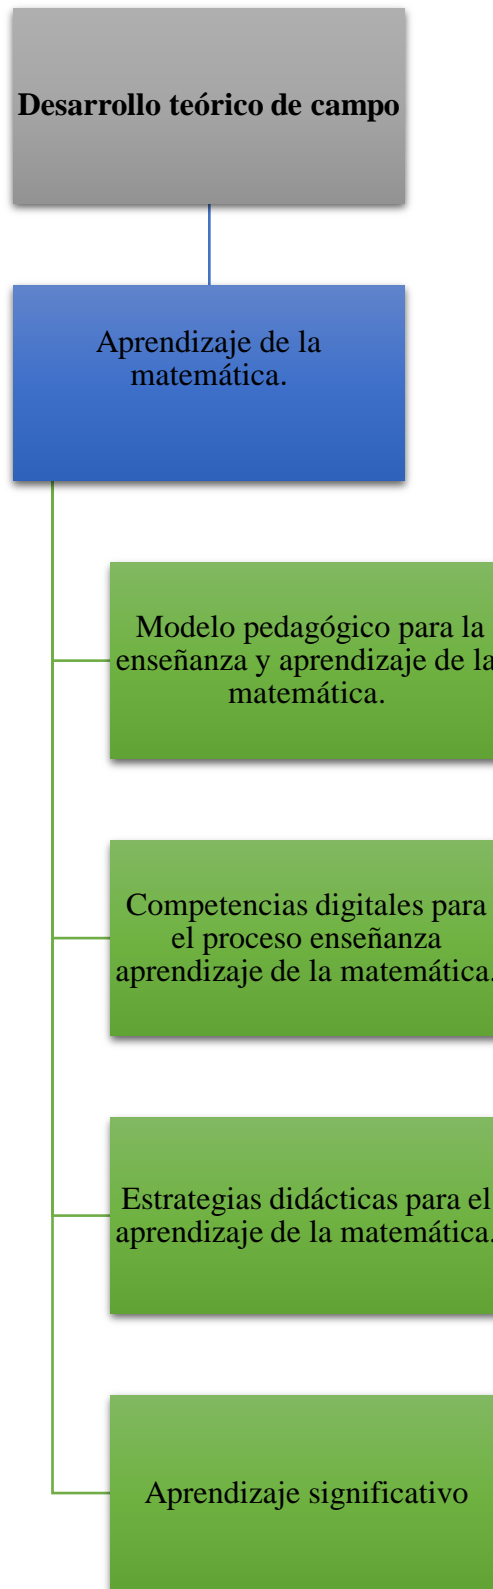 Desarrollo teórico de campo
Aprendizaje de la
matemática.
Modelo pedagógico para la
enseñanza y aprendizaje de la
matemática.
Competencias digitales para
el proceso enseñanza
aprendizaje de la matemática.
Estrategias didácticas para el
aprendizaje de la matemática.
Aprendizaje significativo